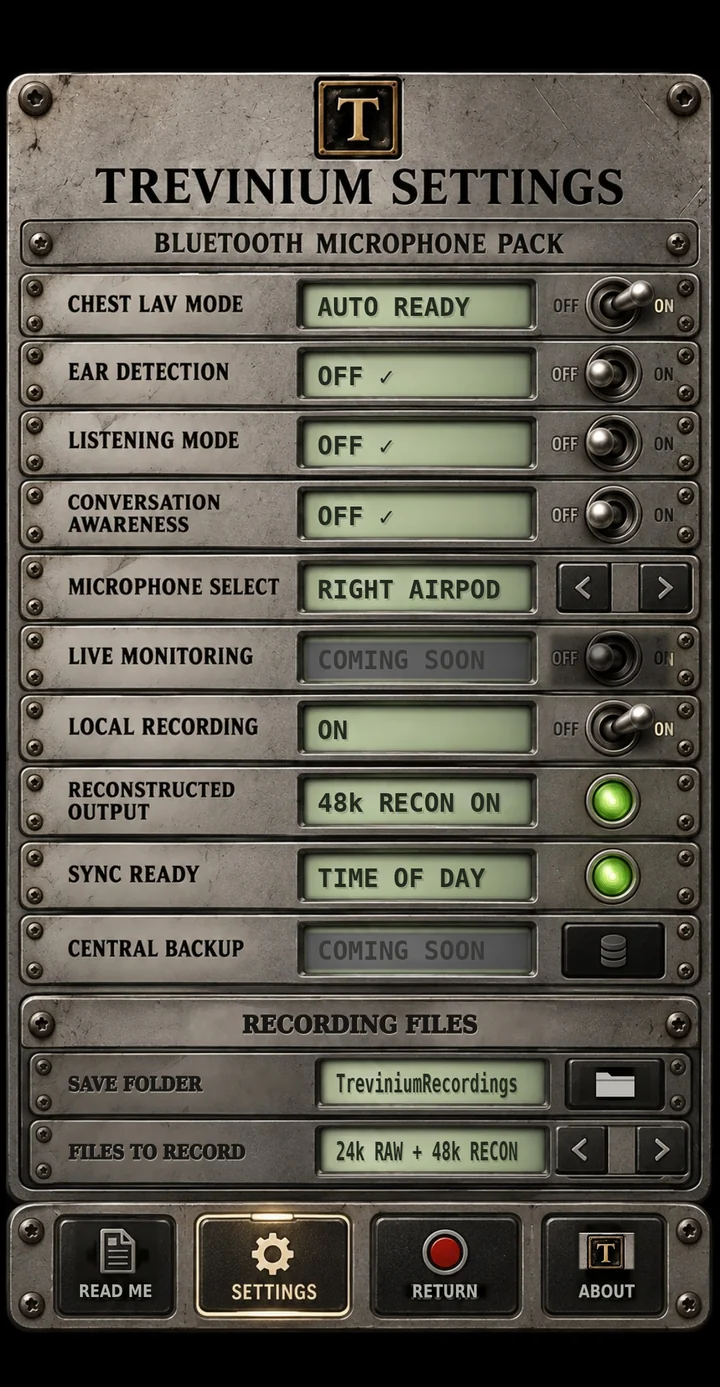 T
TREVINIUM SETTINGS
BLUETOOTH MICROPHONE PACK
CHEST LAV MODE AUTO READY OFF ON
EAR DETECTION OFF ✓ OFF ON
LISTENING MODE OFF ✓ OFF ON
CONVERSATION
AWARENESS OFF ✓ OFF ON
MICROPHONE SELECT RIGHT AIRPOD < >
LIVE MONITORING COMING SOON OFF ON
LOCAL RECORDING ON OFF ON
RECONSTRUCTED
OUTPUT 48k RECON ON
SYNC READY TIME OF DAY
CENTRAL BACKUP COMING SOON
RECORDING FILES
SAVE FOLDER TreviniumRecordings
FILES TO RECORD 24k RAW + 48k RECON < >
READ ME SETTINGS RETURN T ABOUT